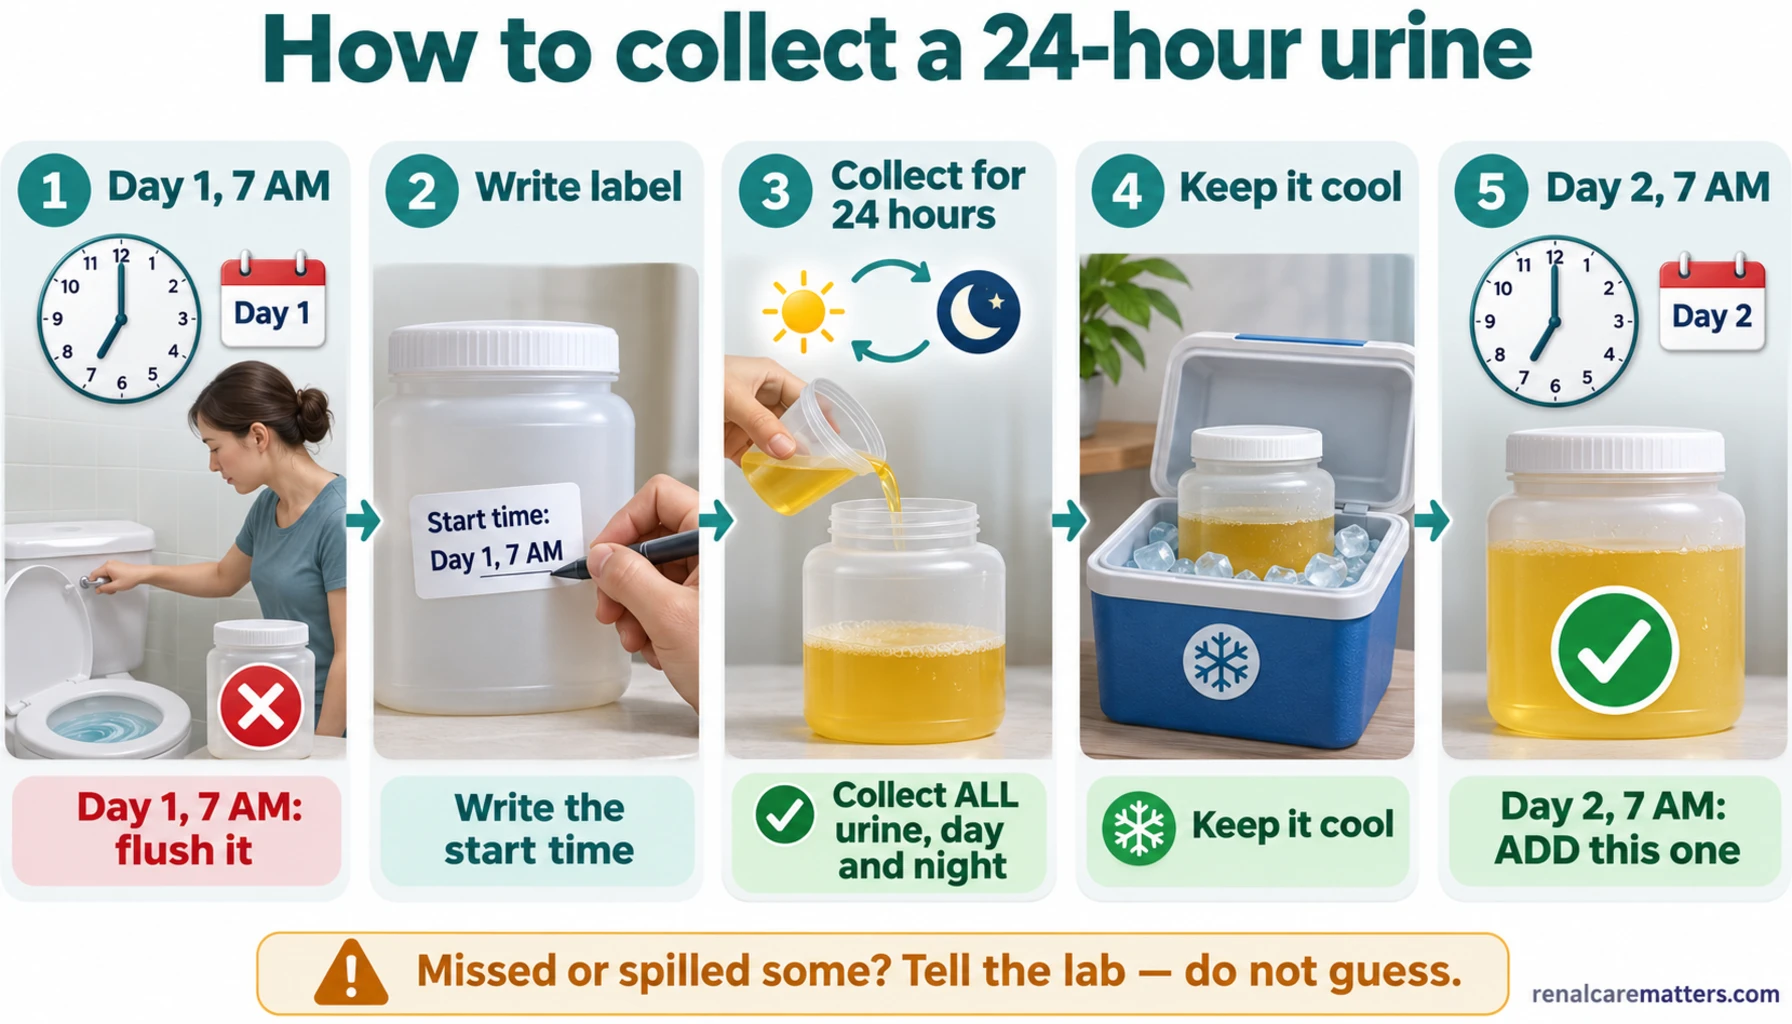 How to collect a 24-hour urine
1 Day 1, 7 AM
12
11 1
10 2
9 3
8 4
7 5
6
Day 1
Day 1, 7 AM:
flush it
2 Write label
Start time:
Day 1, 7 AM
Write the
start time
3 Collect for
24 hours
Collect ALL
urine, day
and night
4 Keep it cool
Keep it cool
5 Day 2, 7 AM
12
11 1
10 2
9 3
8 4
7 5
6
Day 2
Day 2, 7 AM:
ADD this one
Missed or spilled some? Tell the lab — do not guess.
renalcarematters.com